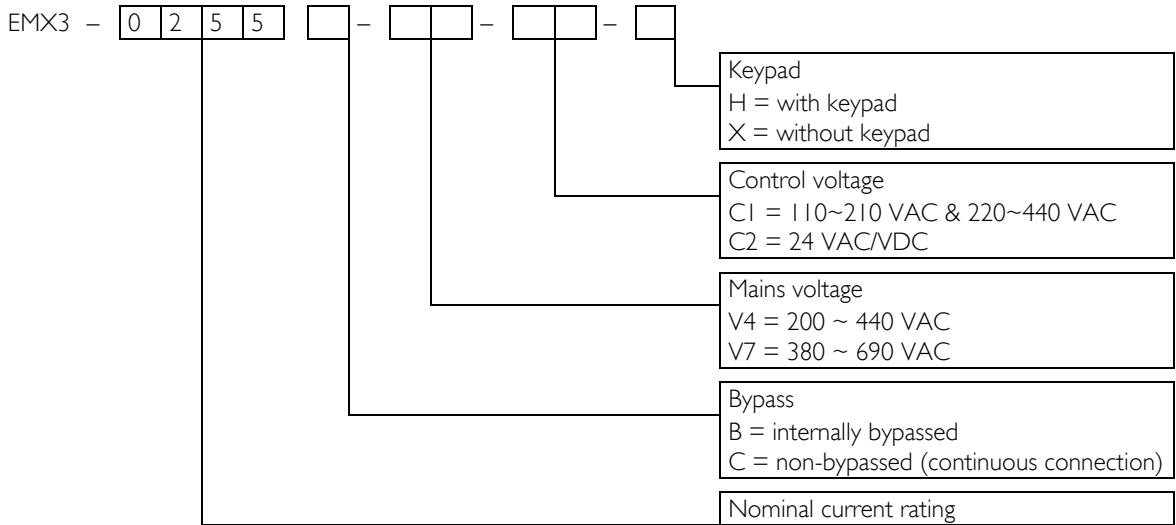 EMX3 – 0 2 5 5 – – –
Keypad
H = with keypad
X = without keypad
Control voltage
C1 = 110~210 VAC & 220~440 VAC
C2 = 24 VAC/VDC
Mains voltage
V4 = 200 ~ 440 VAC
V7 = 380 ~ 690 VAC
Bypass
B = internally bypassed
C = non-bypassed (continuous connection)
Nominal current rating